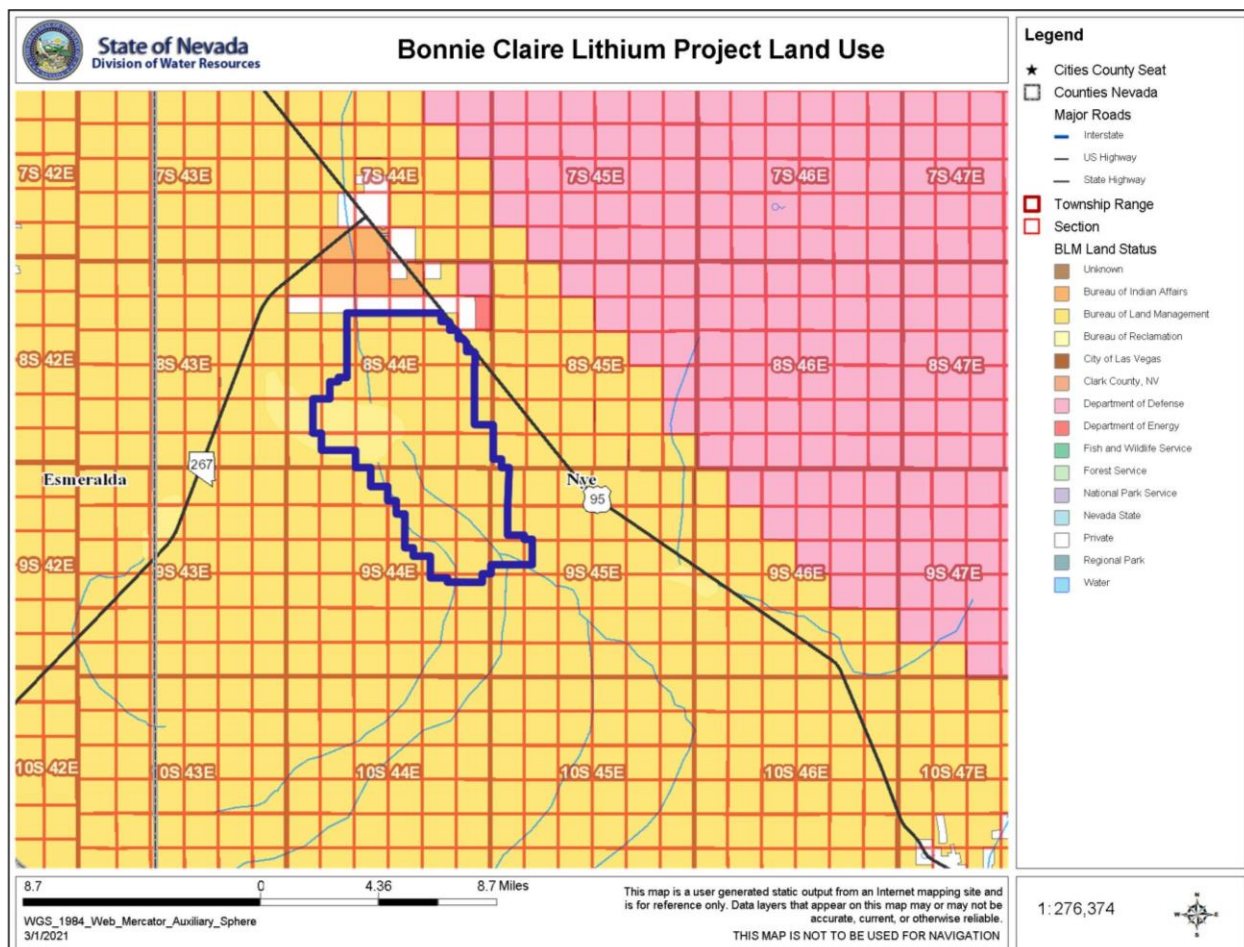 State of Nevada
Division of Water Resources
Bonnie Claire Lithium Project Land Use
7S 42E
7S 43E
7S 44E
7S 45E
7S 46E
7S 47E
8S 42E
8S 43E
8S 44E
8S 45E
8S 46E
8S 47E
267
Esmeralda
Nye
95
9S 42E
9S 43E
9S 44E
9S 45E
9S 46E
9S 47E
10S 42E
10S 43E
10S 44E
10S 45E
10S 46E
10S 47E
Legend
Cities County Seat
Counties Nevada
Major Roads
Interstate
US Highway
State Highway
Township Range
Section
BLM Land Status
Unknown
Bureau of Indian Affairs
Bureau of Land Management
Bureau of Reclamation
City of Las Vegas
Clark County, NV
Department of Defense
Department of Energy
Fish and Wildlife Service
Forest Service
National Park Service
Nevada State
Private
Regional Park
Water
8.7 0 4.36 8.7 Miles
WGS_1984_Web_Mercator_Auxiliary_Sphere
3/1/2021
This map is a user generated static output from an Internet mapping site and
is for reference only. Data layers that appear on this map may or may not be
accurate, current, or otherwise reliable.
THIS MAP IS NOT TO BE USED FOR NAVIGATION
1:276,374
N
W E
S